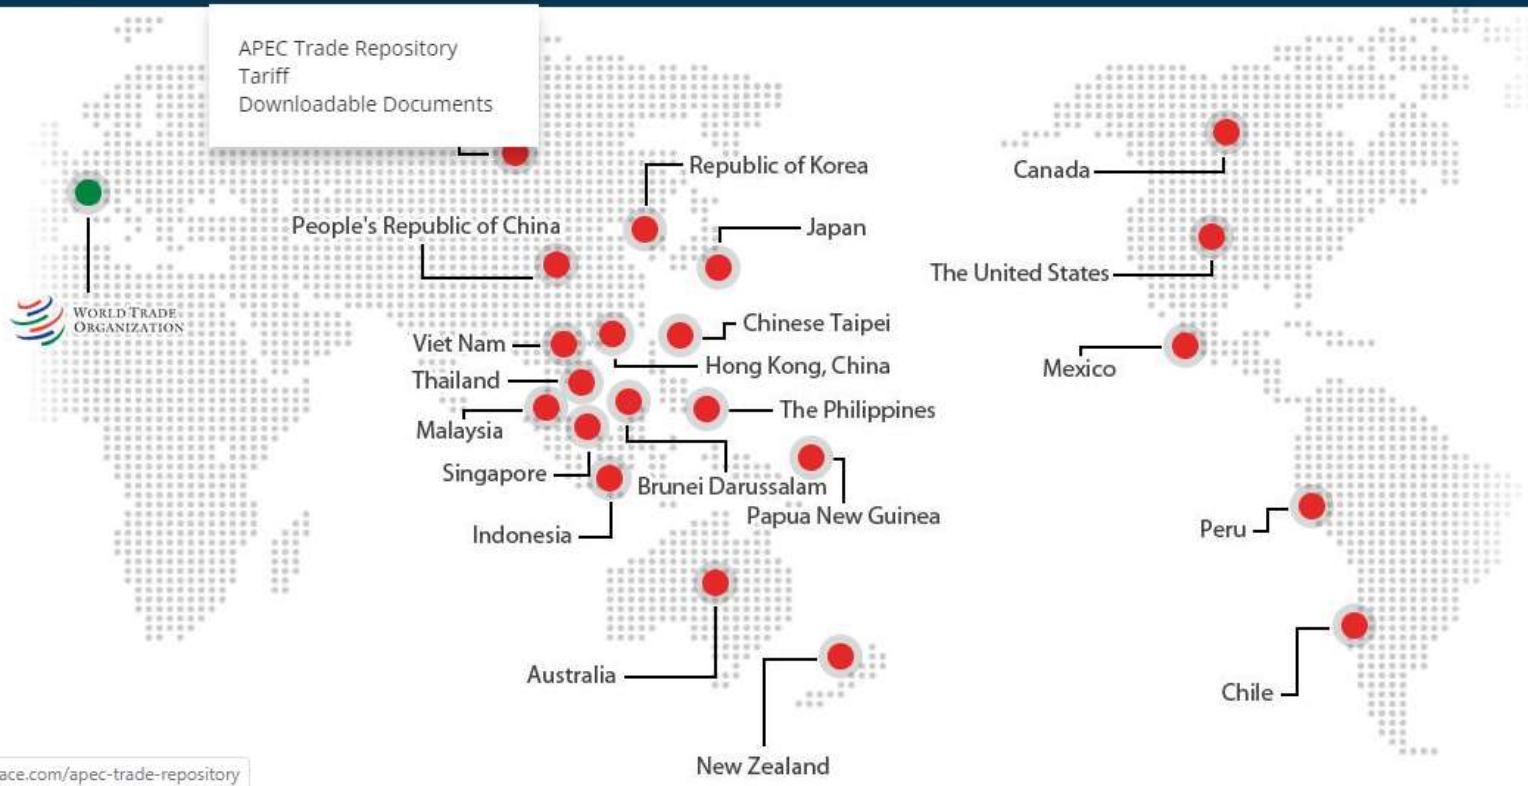 APEC Trade Repository
Tariff
Downloadable Documents
Republic of Korea
Canada
People's Republic of China
Japan
The United States
WORLD TRADE
ORGANIZATION
Chinese Taipei
Viet Nam
Hong Kong, China
Mexico
Thailand
The Philippines
Malaysia
Singapore
Brunei Darussalam
Papua New Guinea
Peru
Indonesia
Australia
Chile
New Zealand
ace.com/apec-trade-repository